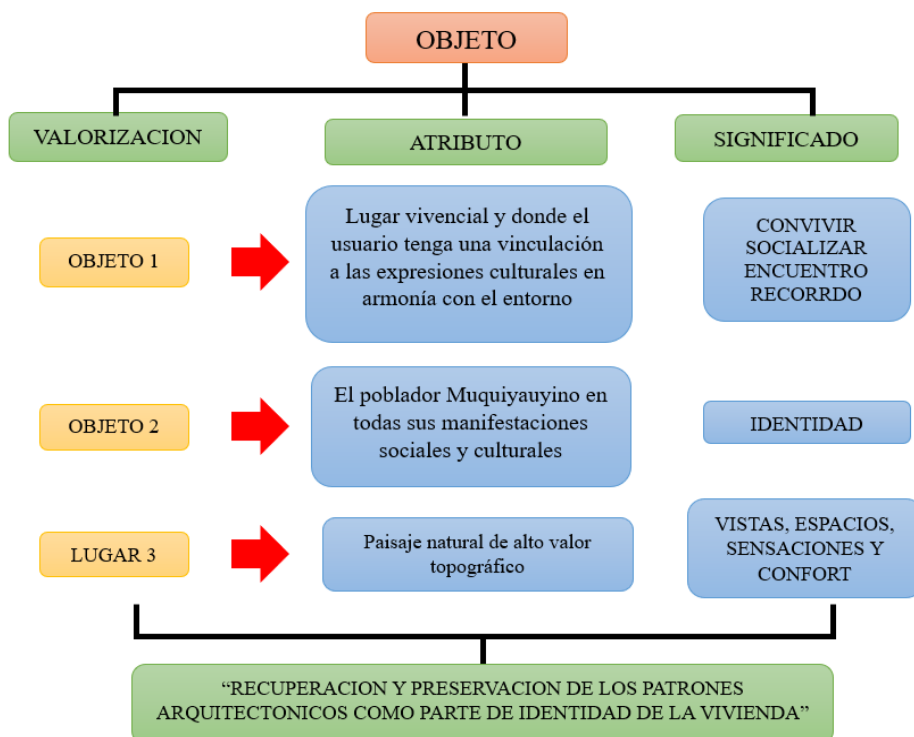 OBJETO
VALORIZACION
ATRIBUTO
SIGNIFICADO
OBJETO 1
Lugar vivencial y donde el
usuario tenga una vinculación
a las expresiones culturales en
armonía con el entorno
CONVIVIR
SOCIALIZAR
ENCUENTRO
RECORRDO
OBJETO 2
El poblador Muquiyauyino en
todas sus manifestaciones
sociales y culturales
IDENTIDAD
LUGAR 3
Paisaje natural de alto valor
topográfico
VISTAS, ESPACIOS,
SENSACIONES Y
CONFORT
“RECUPERACION Y PRESERVACION DE LOS PATRONES
ARQUITECTONICOS COMO PARTE DE IDENTIDAD DE LA VIVIENDA”